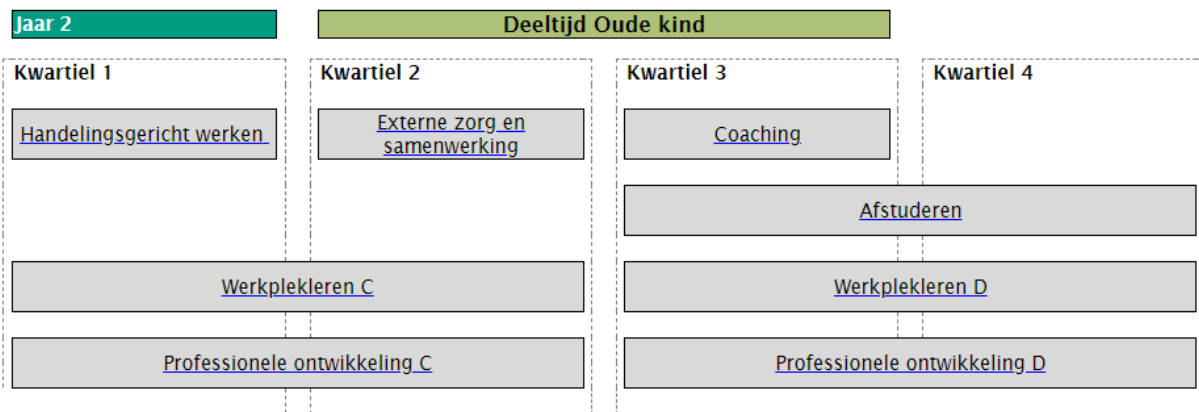 Jaar 2
Deeltijd Oude kind
Kwartiel 1
Kwartiel 2
Kwartiel 3
Kwartiel 4
Handelingsgericht werken
Externe zorg en
samenwerking
Coaching
Afstuderen
Werkplekleren C
Werkplekleren D
Professionele ontwikkeling C
Professionele ontwikkeling D